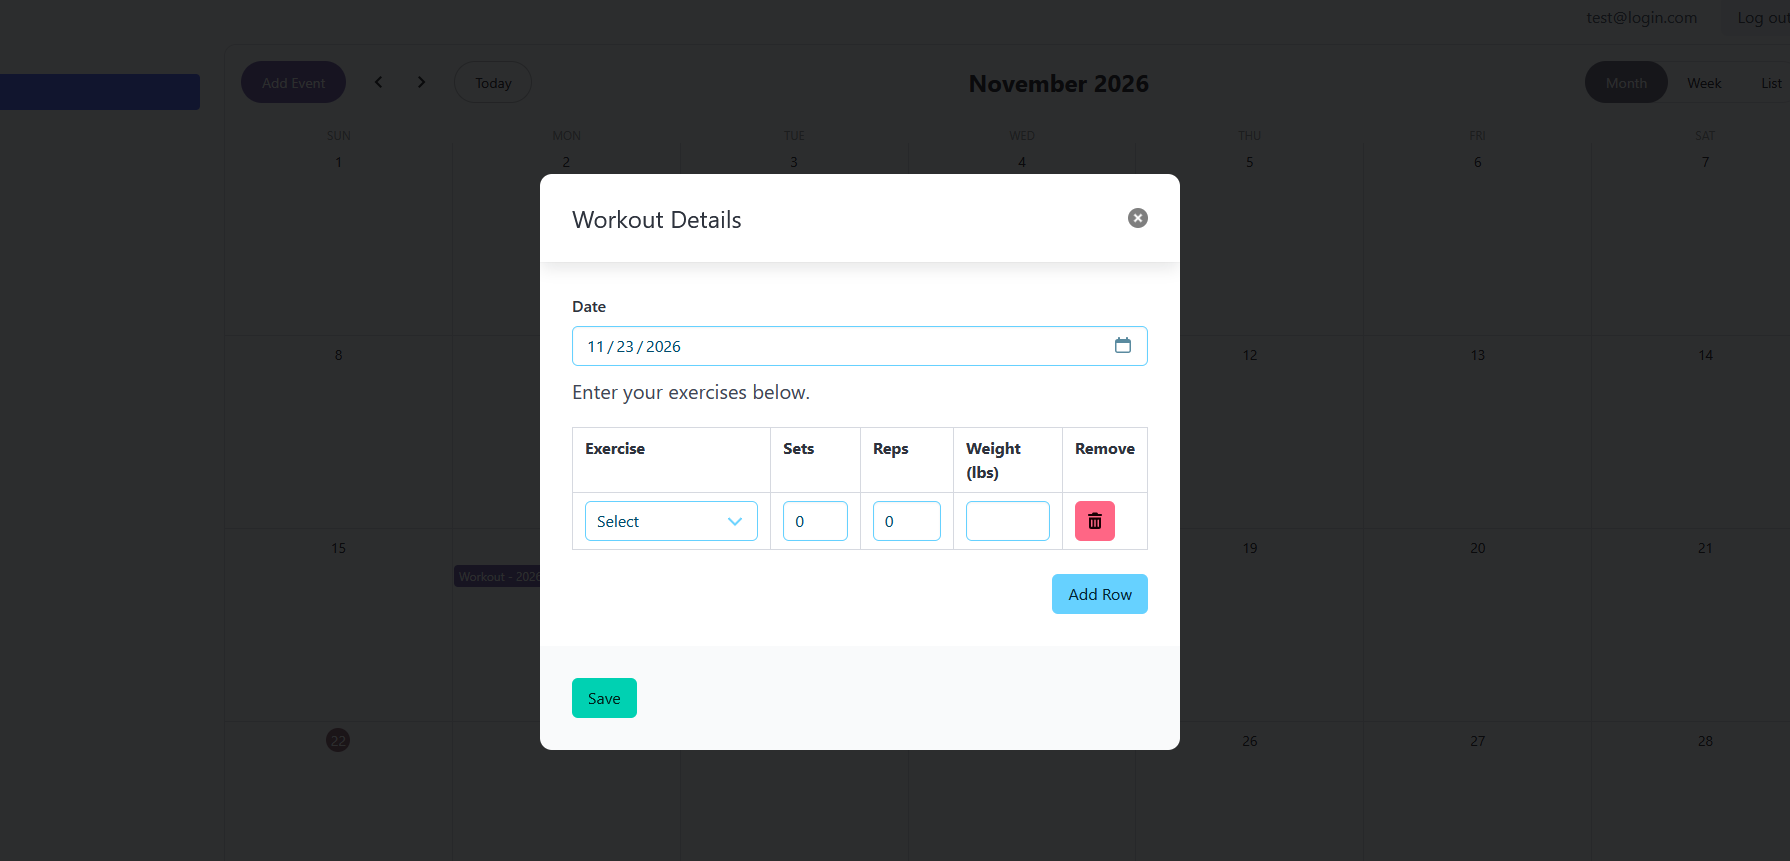 test@login.com
Log out
Add Event
Today
November 2026
Month
Week
List
SUN
MON
TUE
WED
THU
FRI
SAT
1
2
3
4
5
6
7
Workout Details
Date
11/23/2026
Enter your exercises below.
Exercise
Sets
Reps
Weight (lbs)
Remove
Select
0
0
Add Row
Save
8
12
13
14
15
19
20
21
Workout - 2026
22
26
27
28